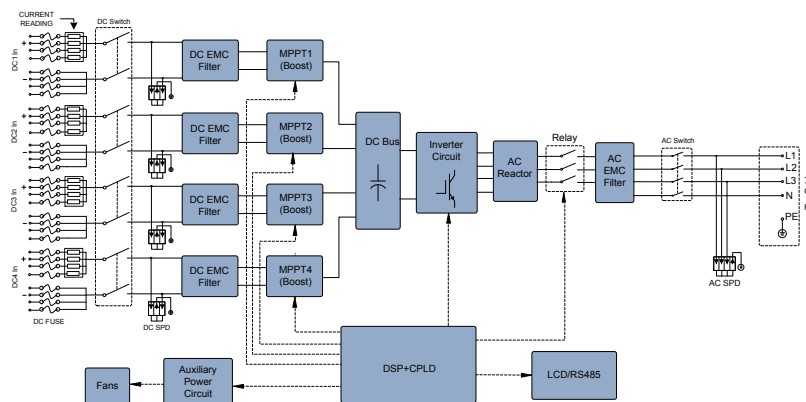 CURRENT
READING
DC Switch
DC1 In
+
−
DC EMC
Filter
MPPT1
(Boost)
DC2 In
+
−
DC EMC
Filter
MPPT2
(Boost)
DC3 In
+
−
DC EMC
Filter
MPPT3
(Boost)
DC4 In
+
−
DC EMC
Filter
MPPT4
(Boost)
DC FUSE
DC SPD
DC Bus
Inverter
Circuit
AC
Reactor
Relay
AC
EMC
Filter
AC Switch
L1
L2
L3
N
PE
AC SPD
DSP+CPLD
LCD/RS485
Auxiliary
Power
Circuit
Fans